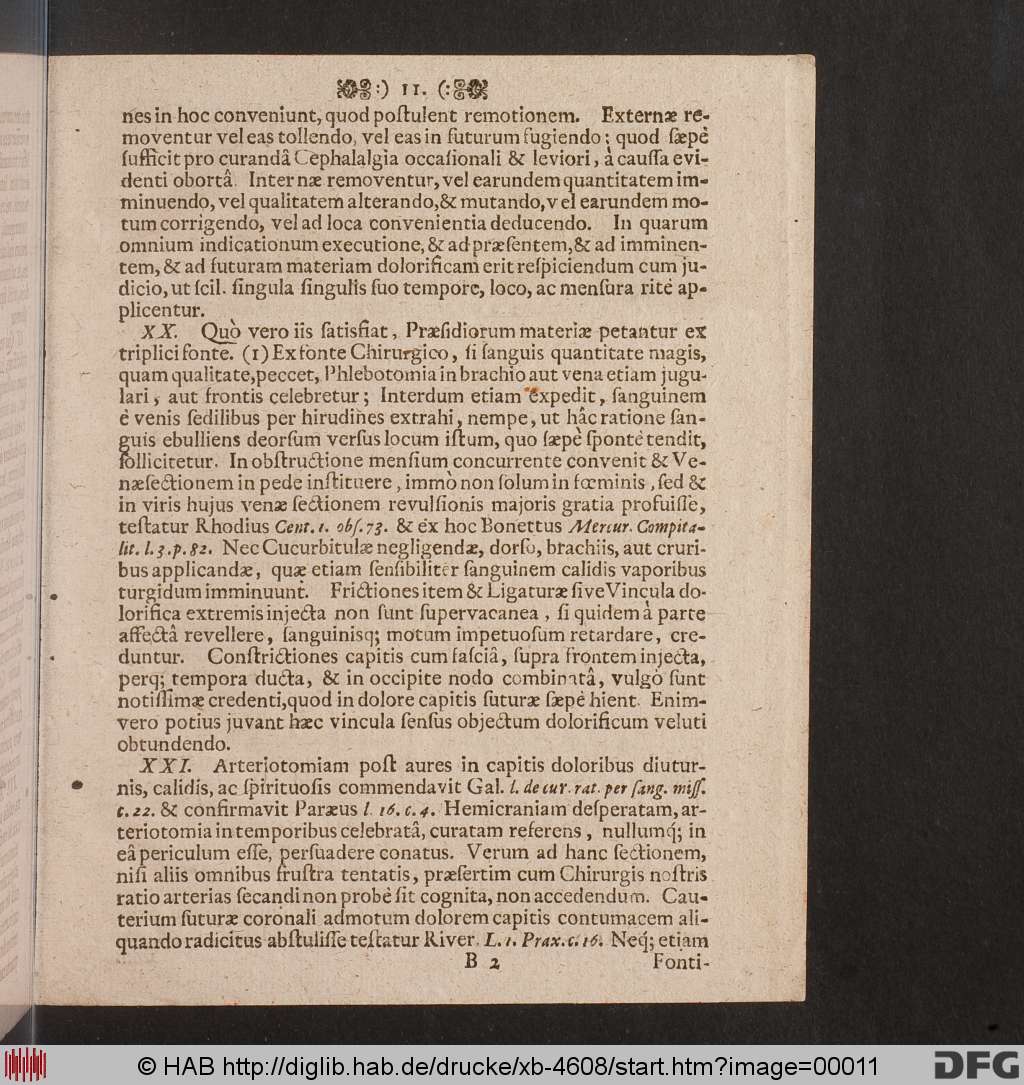 :) 11. (:
nes in hoc conveniunt, quod poſtulent remotionem. Externæ re-
moventur vel eas tollendo, vel eas in futurum fugiendo; quod ſæpè
ſufficit pro curandâ Cephalalgia occaſionali & leviori, à cauſſa evi-
denti obortâ. Internæ removentur, vel earundem quantitatem im-
minuendo, vel qualitatem alterando, & mutando, vel earundem mo-
tum corrigendo, vel ad loca convenientia deducendo. In quarum
omnium indicationum executione, & ad præſentem, & ad imminen-
tem, & ad futuram materiam dolorificam erit reſpiciendum cum ju-
dicio, ut ſcil. ſingula ſingulis ſuo tempore, loco, ac menſura ritè ap-
plicentur.
XX. Quò vero iis ſatisfiat, Præſidiorum materiæ petantur ex
triplici fonte. (1) Ex fonte Chirurgico, ſi ſanguis quantitate magis,
quam qualitate, peccet, Phlebotomia in brachio aut vena etiam jugu-
lari, aut frontis celebretur; Interdum etiam expedit, ſanguinem
è venis ſedilibus per hirudines extrahi, nempe, ut hâc ratione ſan-
guis ebulliens deorſum verſus locum iſtum, quo ſæpè ſpontè tendit,
ſollicitetur. In obſtructione menſium concurrente convenit & Ve-
næſectionem in pede inſtituere, immò non ſolum in fœminis, ſed &
in viris hujus venæ ſectionem revulſionis majoris gratia profuiſſe,
teſtatur Rhodius Cent. 1. obſ. 73. & ex hoc Bonettus Mercur. Compita-
lit. l. 3. p. 82. Nec Cucurbitulæ negligendæ, dorſo, brachiis, aut cruri-
bus applicandæ, quæ etiam ſenſibiliter ſanguinem calidis vaporibus
turgidum imminuunt. Frictiones item & Ligaturæ ſive Vincula do-
lorifica extremis injecta non ſunt ſupervacanea, ſi quidem à parte
affectâ revellere, ſanguinisq; motum impetuoſum retardare, cre-
duntur. Conſtrictiones capitis cum faſciâ, ſupra frontem injecta,
perq; tempora ducta, & in occipite nodo combinatâ, vulgò ſunt
notiſſimæ credenti, quod in dolore capitis ſuturæ ſæpè hient. Enim-
vero potius juvant hæc vincula ſenſus objectum dolorificum veluti
obtundendo.
XXI. Arteriotomiam poſt aures in capitis doloribus diutur-
nis, calidis, ac ſpirituoſis commendavit Gal. l. de cur. rat. per ſang. miſſ.
c. 22. & confirmavit Paræus l. 16. c. 4. Hemicraniam deſperatam, ar-
teriotomia in temporibus celebratâ, curatam referens, nullumq́; in
eâ periculum eſſe, perſuadere conatus. Verum ad hanc ſectionem,
niſi aliis omnibus fruſtra tentatis, præſertim cum Chirurgis noſtris
ratio arterias ſecandi non probè ſit cognita, non accedendum. Cau-
terium ſuturæ coronali admotum dolorem capitis contumacem ali-
quando radicitus abſtuliſſe teſtatur River. L. 1. Prax. c. 16. Neq́; etiam
B 2 Fonti-
© HAB http://diglib.hab.de/drucke/xb-4608/start.htm?image=00011
DFG